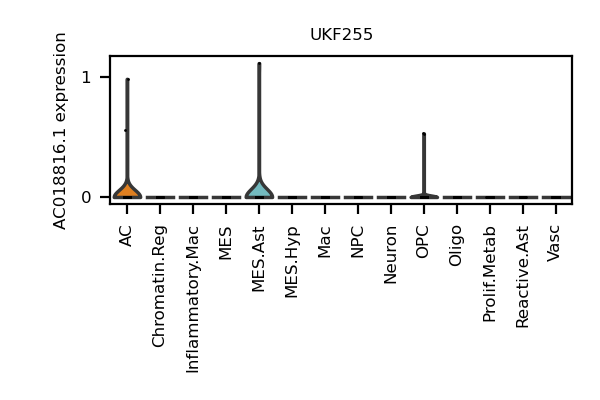 UKF255
AC018816.1 expression
1
0
AC
Chromatin.Reg
Inflammatory.Mac
MES
MES.Ast
MES.Hyp
Mac
NPC
Neuron
OPC
Oligo
Prolif.Metab
Reactive.Ast
Vasc